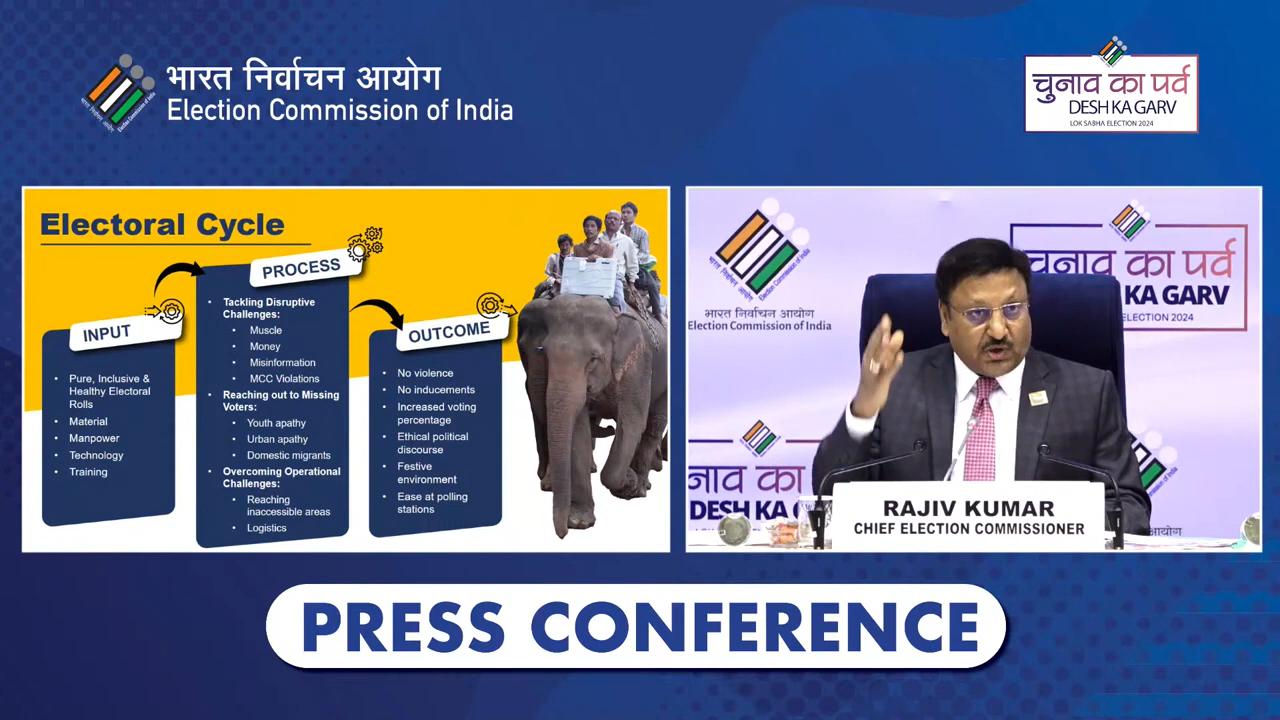 भारत निर्वाचन आयोग
Election Commission of India
चुनाव का पर्व
DESH KA GARV
LOK SABHA ELECTION 2024
Electoral Cycle
INPUT
• Pure, Inclusive &
Healthy Electoral
Rolls
• Material
• Manpower
• Technology
• Training
PROCESS
• Tackling Disruptive
Challenges:
• Muscle
• Money
• Misinformation
• MCC Violations
• Reaching out to Missing
Voters:
• Youth apathy
• Urban apathy
• Domestic migrants
• Overcoming Operational
Challenges:
• Reaching
inaccessible areas
• Logistics
OUTCOME
• No violence
• No inducements
• Increased voting
percentage
• Ethical political
discourse
• Festive
environment
• Ease at polling
stations
भारत निर्वाचन आयोग
Election Commission of India
चुनाव का पर्व
KA GARV
ELECTION 2024
नाव का
DESH KA
RAJIV KUMAR
CHIEF ELECTION COMMISSIONER
आयोग
PRESS CONFERENCE